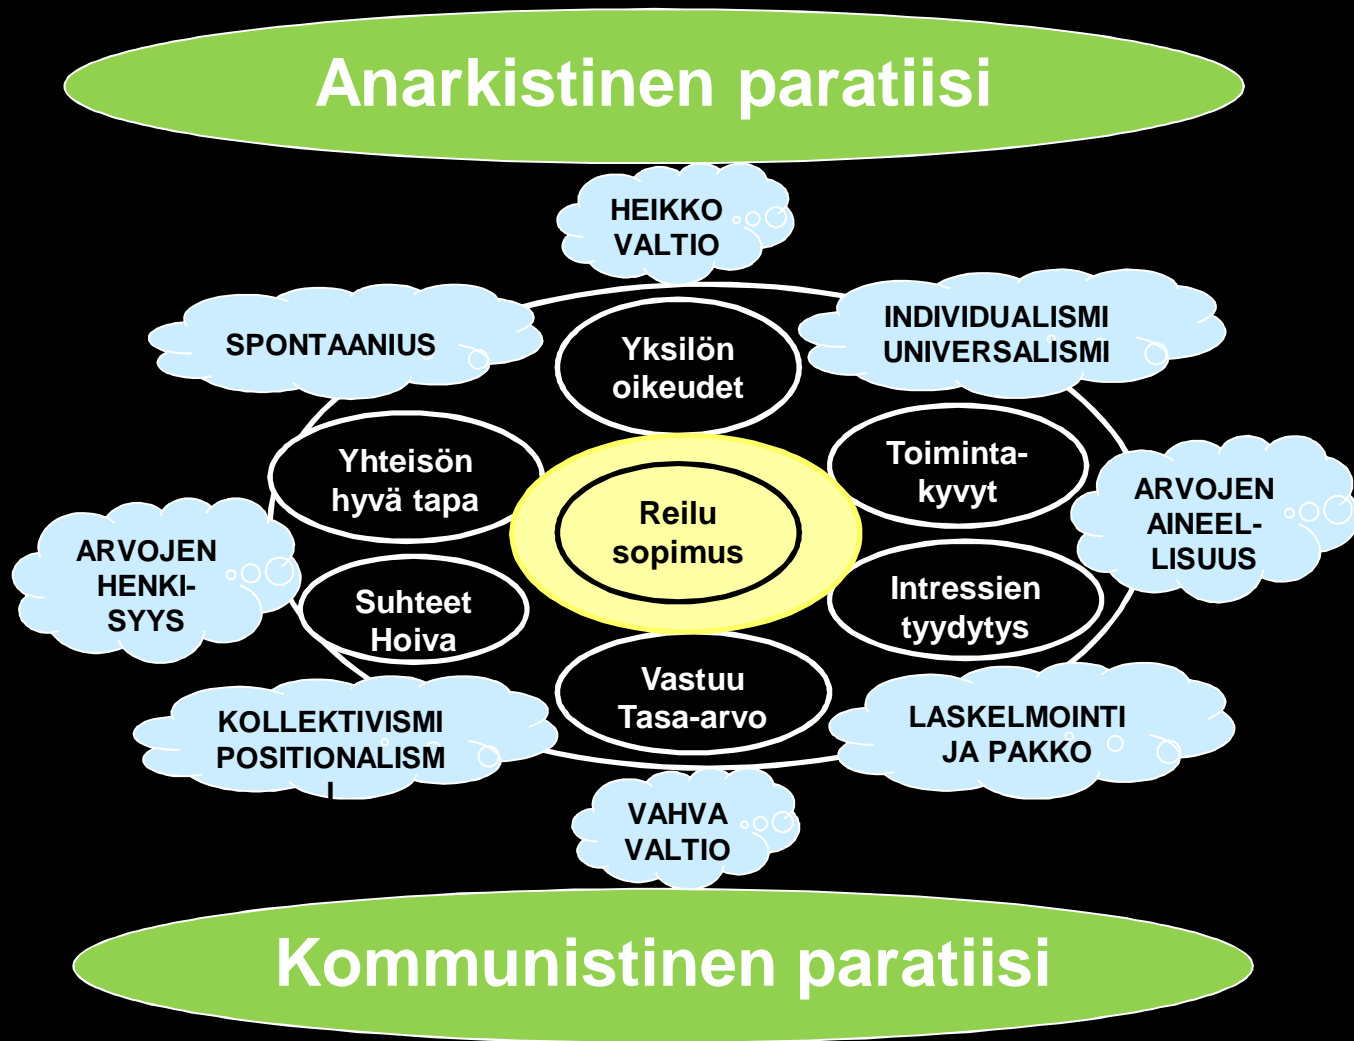 Anarkistinen paratiisi
HEIKKO
VALTIO
SPONTAANIUS
INDIVIDUALISMI
UNIVERSALISMI
Yksilön
oikeudet
Yhteisön
hyvä tapa
Toiminta-
kyvyt
Reilu
sopimus
ARVOJEN
HENKI-
SYYS
ARVOJEN
AINEEL-
LISUUS
Suhteet
Hoiva
Intressien
tyydytys
Vastuu
Tasa-arvo
KOLLEKTIVISMI
POSITIONALISM
I
LASKELMOINTI
JA PAKKO
VAHVA
VALTIO
Kommunistinen paratiisi